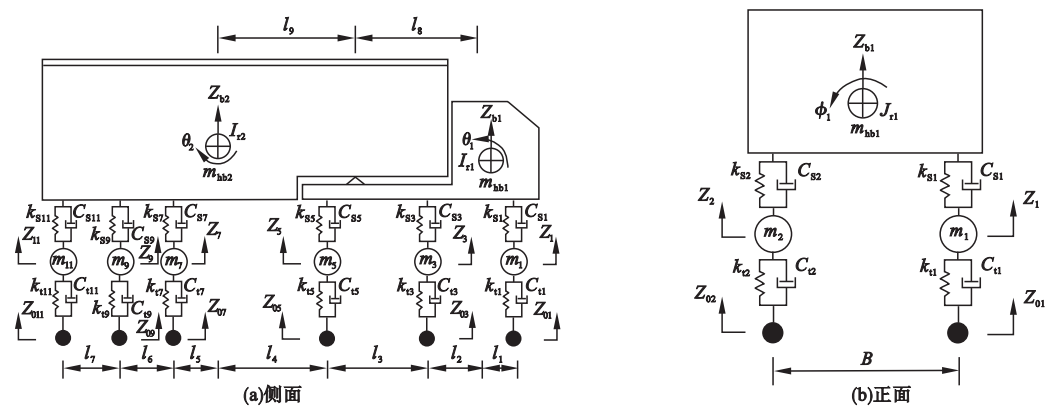 l9 l8
Zb2 Ir2 θ2 mhb2
Zb1 θ1 Ir1 mhb1
kS11 CS11 kS9 CS9 kS7 CS7 kS5 CS5 kS3 CS3 kS1 CS1
Z11 m11 m9 Z9 m7 Z7 Z5 m5 m3 Z3 m1 Z1
kt11 Ct11 kt9 Ct9 kt7 Ct7 kt5 Ct5 kt3 Ct3 kt1 Ct1
Z011 Z09 Z07 Z05 Z03 Z01
l7 l6 l5 l4 l3 l2 l1
(a)侧面
Zb1
ϕ1 Jr1
mhb1
kS2 CS2 kS1 CS1
Z2 m2 m1 Z1
kt2 Ct2 kt1 Ct1
Z02 Z01
B
(b)正面